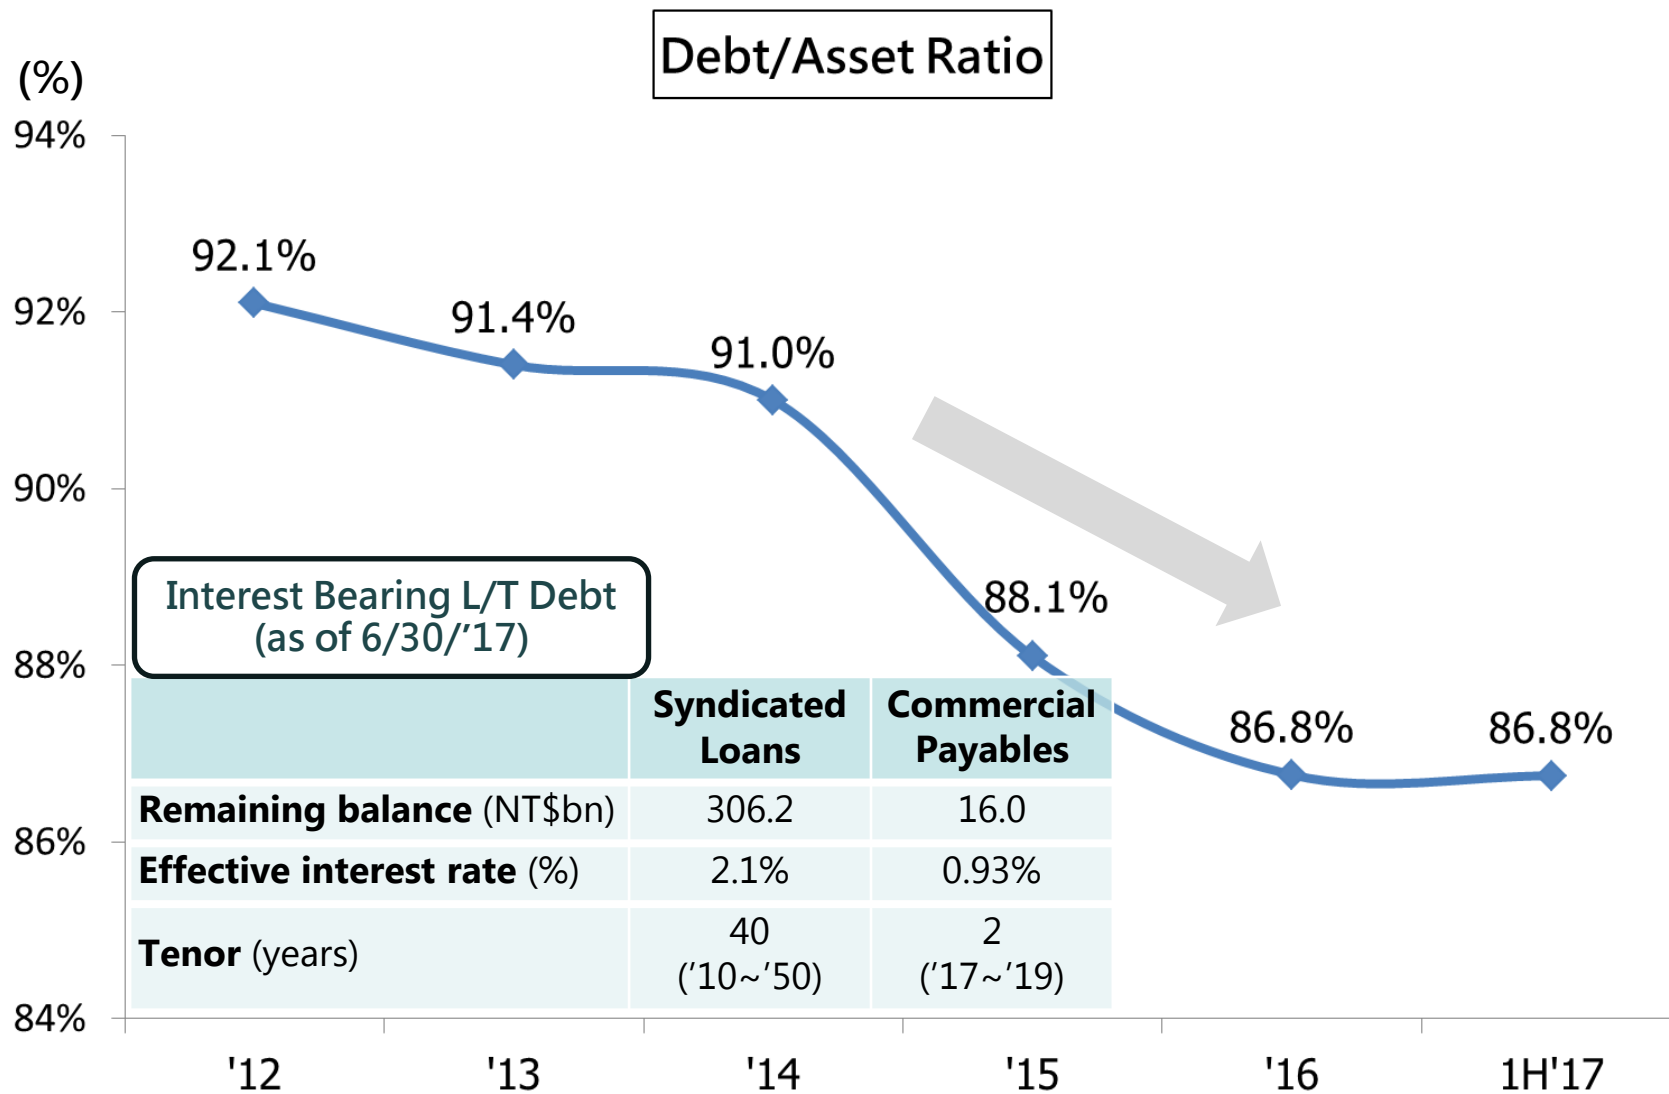 Debt/Asset Ratio
(%)
94%
92%
90%
88%
86%
84%
92.1%
91.4%
91.0%
88.1%
86.8%
86.8%
Interest Bearing L/T Debt
(as of 6/30/’17)
Syndicated Loans
Commercial Payables
Remaining balance (NT$bn) 306.2 16.0
Effective interest rate (%) 2.1% 0.93%
Tenor (years)
40
(’10~’50)
2
(’17~’19)
'12 '13 '14 '15 '16 1H'17